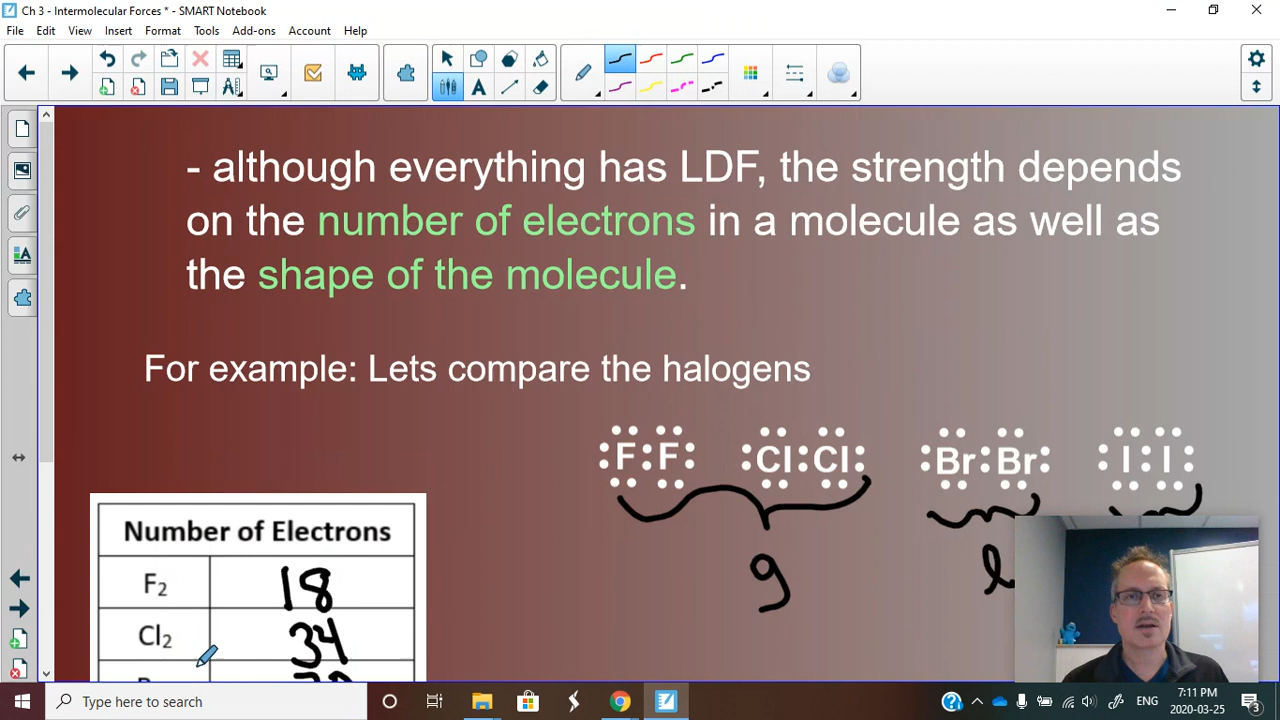 Ch 3 - Intermolecular Forces * - SMART Notebook
File Edit View Insert Format Tools Add-ons Account Help
- although everything has LDF, the strength depends
on the number of electrons in a molecule as well as
the shape of the molecule.
For example: Lets compare the halogens
F F Cl Cl Br Br I I
g l
Number of Electrons
F₂ 18
Cl₂ 34
Type here to search
ENG
7:11 PM
2020-03-25
3